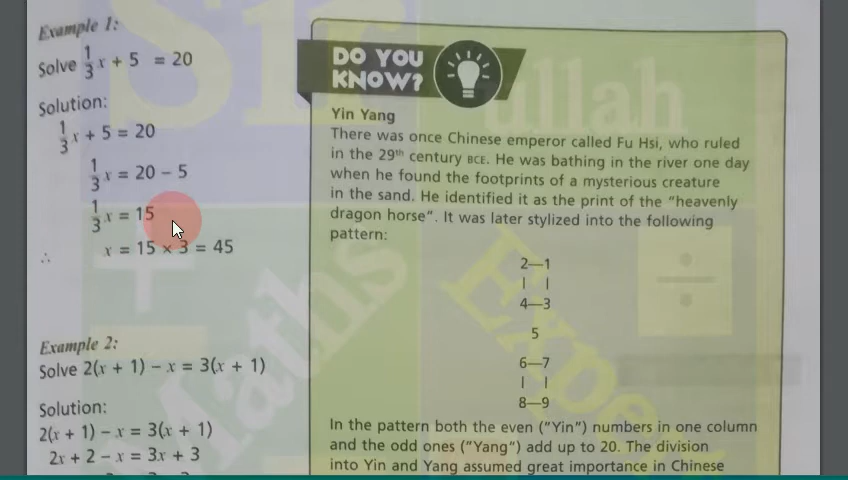 Example 1:
Solve 1/3 x + 5 = 20
Solution:
1/3 x + 5 = 20
1/3 x = 20 − 5
1/3 x = 15
∴ x = 15 × 3 = 45
Example 2:
Solve 2(x + 1) − x = 3(x + 1)
Solution:
2(x + 1) − x = 3(x + 1)
2x + 2 − x = 3x + 3
DO YOU
KNOW?
Yin Yang
There was once Chinese emperor called Fu Hsi, who ruled
in the 29th century BCE. He was bathing in the river one day
when he found the footprints of a mysterious creature
in the sand. He identified it as the print of the “heavenly
dragon horse”. It was later stylized into the following
pattern:
2—1
| |
4—3
5
6—7
| |
8—9
In the pattern both the even (“Yin”) numbers in one column
and the odd ones (“Yang”) add up to 20. The division
into Yin and Yang assumed great importance in Chinese
Sir
ullah
Maths
Expert